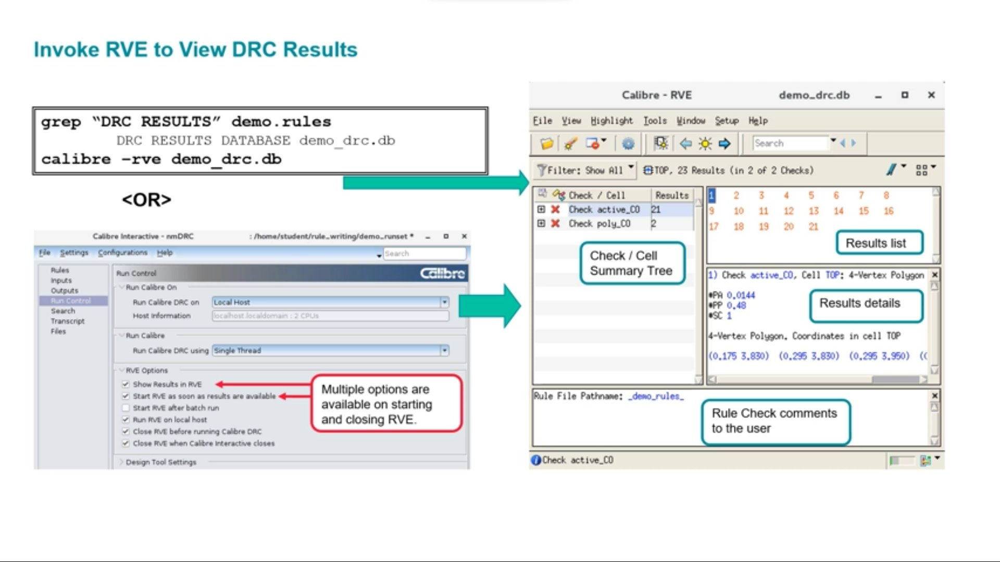 Invoke RVE to View DRC Results
grep “DRC RESULTS” demo.rules
DRC RESULTS DATABASE demo_drc.db
calibre –rve demo_drc.db
<OR>
Calibre Interactive - nmDRC : /home/student/rule_writing/demo_runset *
File Settings Configurations Help Search
Rules
Inputs
Outputs
Run Control
Search
Transcript
Files
Run Control Calibre
Run Calibre On
Run Calibre DRC on Local Host
Host Information localhost.localdomain : 2 CPUs
Run Calibre
Run Calibre DRC using Single Thread
RVE Options
Show Results in RVE
Start RVE as soon as results are available
Start RVE after batch run
Run RVE on local host
Close RVE before running Calibre DRC
Close RVE when Calibre Interactive closes
Design Tool Settings
Multiple options are
available on starting
and closing RVE.
Calibre - RVE demo_drc.db
File View Highlight Tools Window Setup Help
Search
Filter: Show All TOP, 23 Results (in 2 of 2 Checks)
Check / Cell Results
Check active_CO 21
Check poly_CO 2
Check / Cell
Summary Tree
1 2 3 4 5 6 7 8
9 10 11 12 13 14 15 16
17 18 19 20 21
Results list
1) Check active_CO, Cell TOP: 4-Vertex Polygon
*PA 0.0144
*PP 0.48
*SC 1
Results details
4-Vertex Polygon. Coordinates in cell TOP
(0.175 3.830) (0.295 3.830) (0.295 3.950) ((
Rule File Pathname: _demo_rules_
Rule Check comments
to the user
Check active_CO